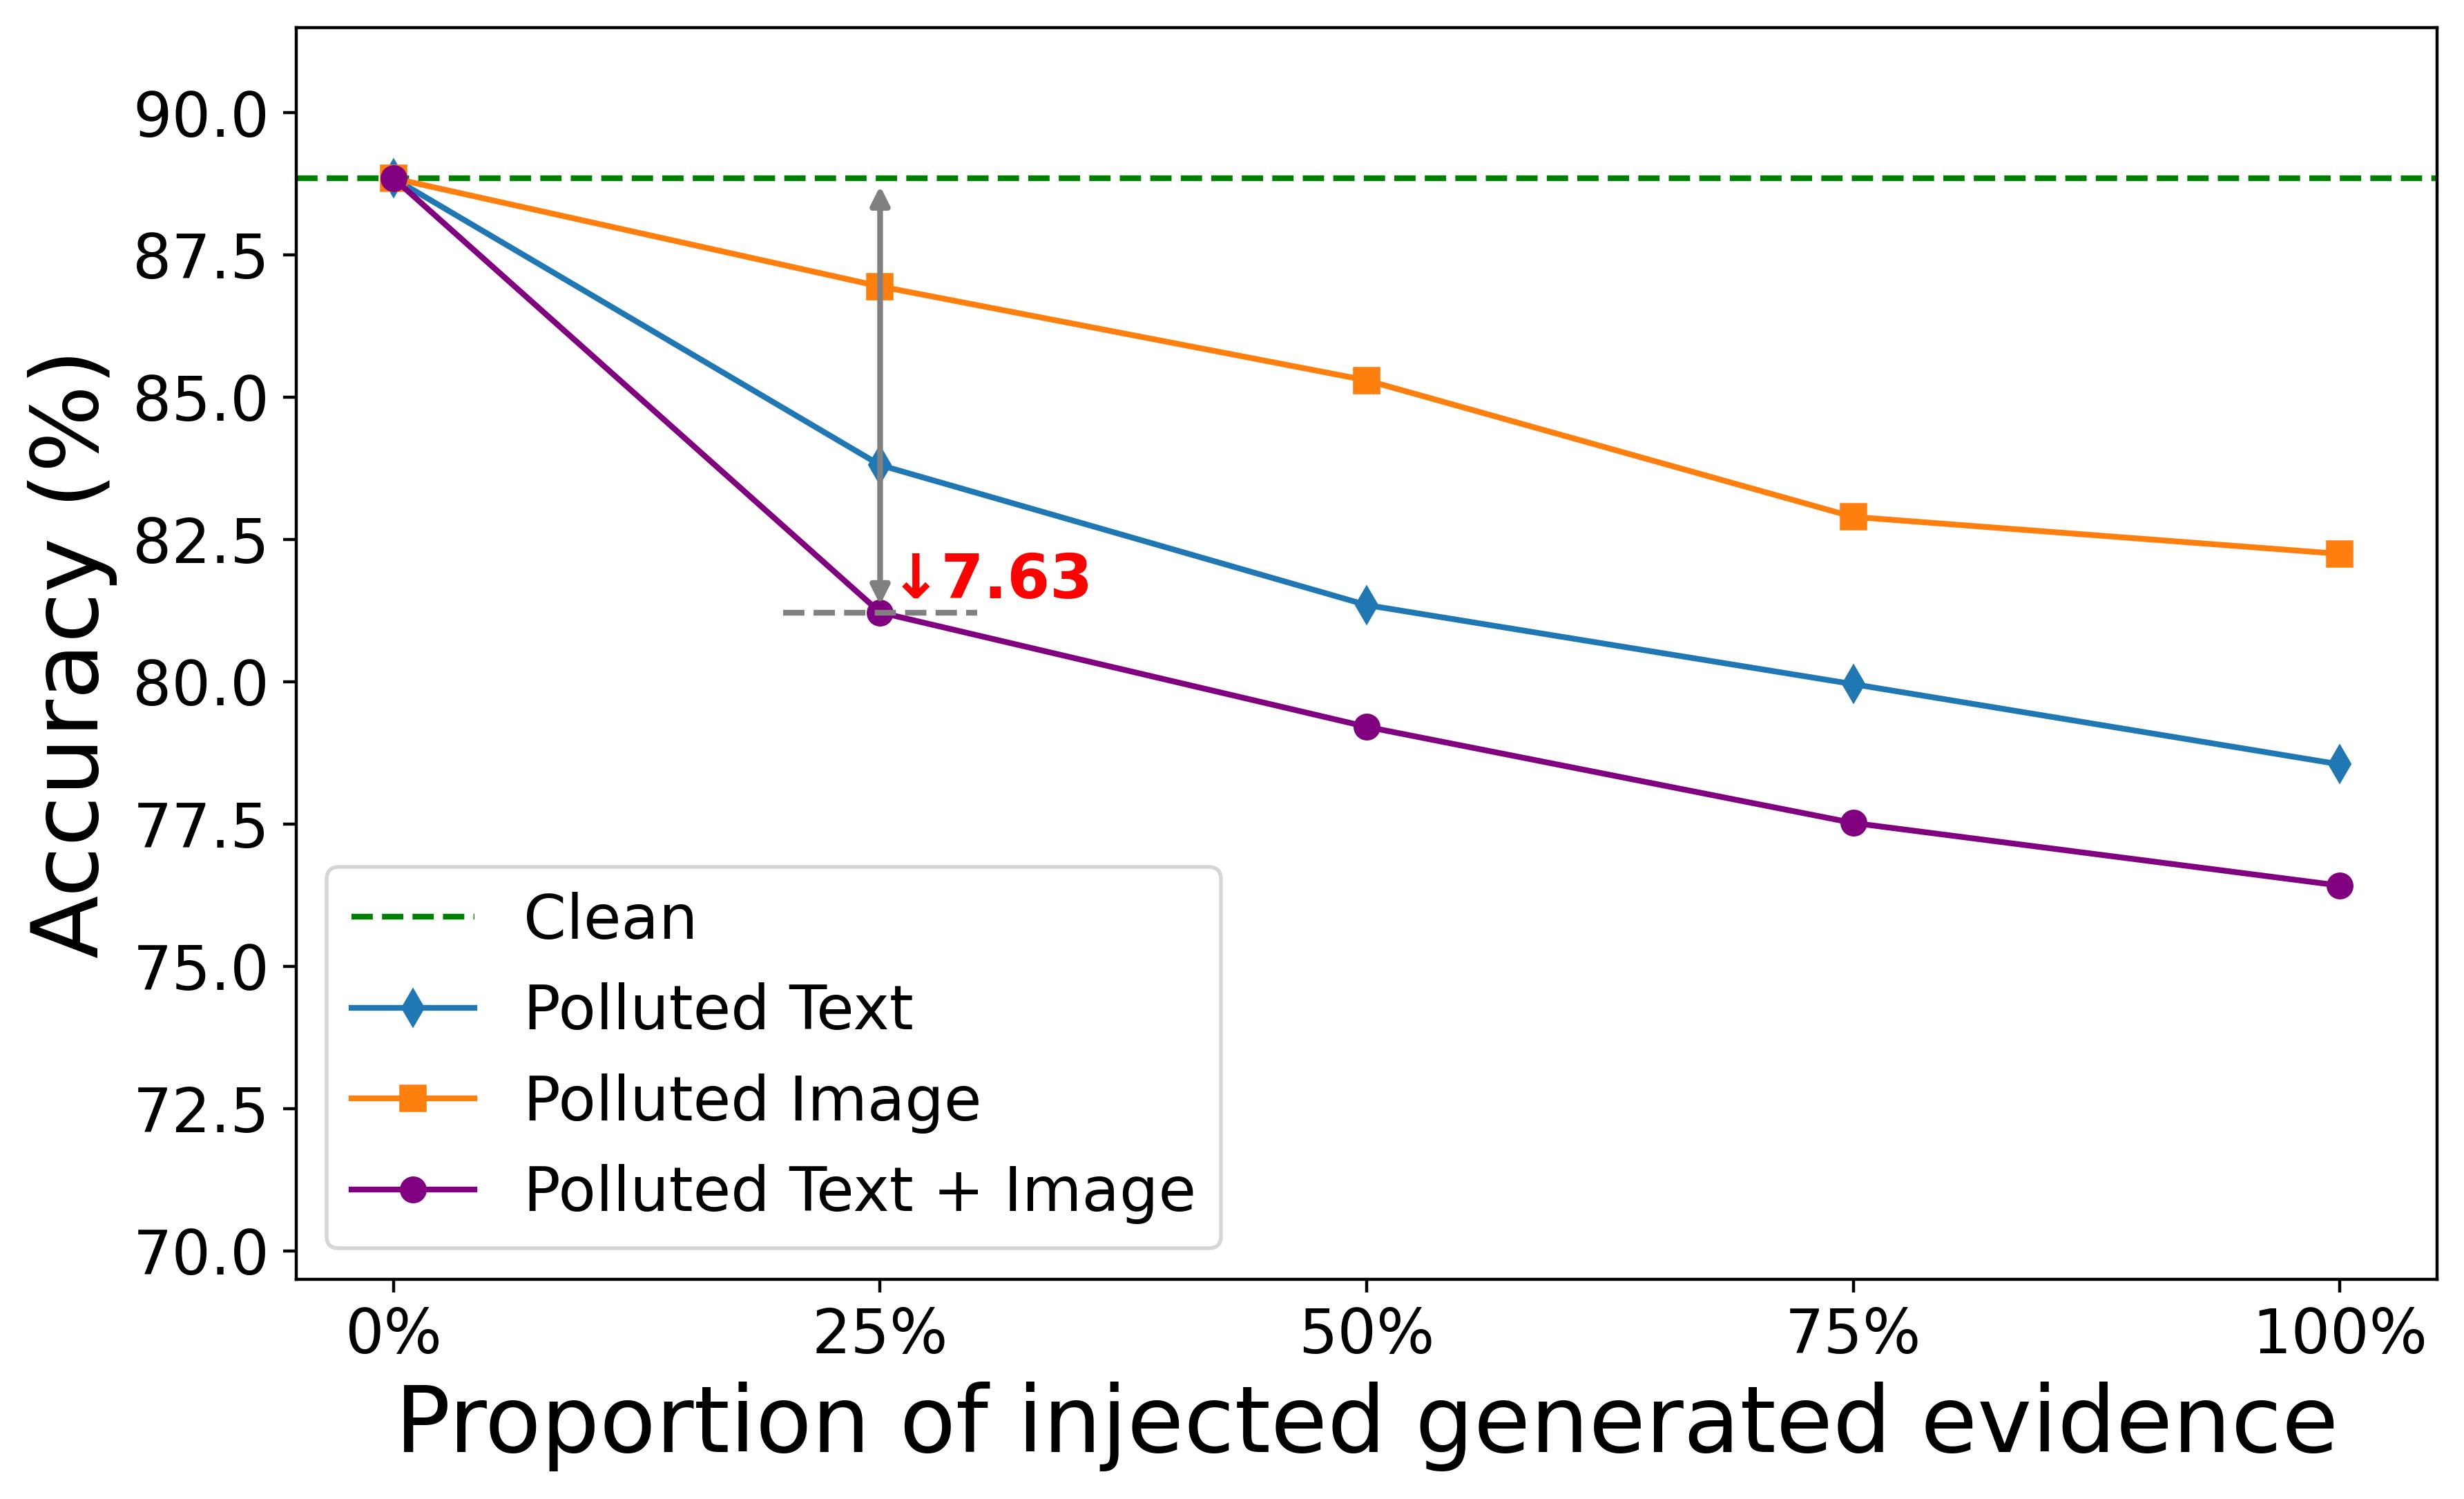 Accuracy (%)
90.0
87.5
85.0
82.5
80.0
77.5
75.0
72.5
70.0
↓7.63
Clean
Polluted Text
Polluted Image
Polluted Text + Image
0% 25% 50% 75% 100%
Proportion of injected generated evidence